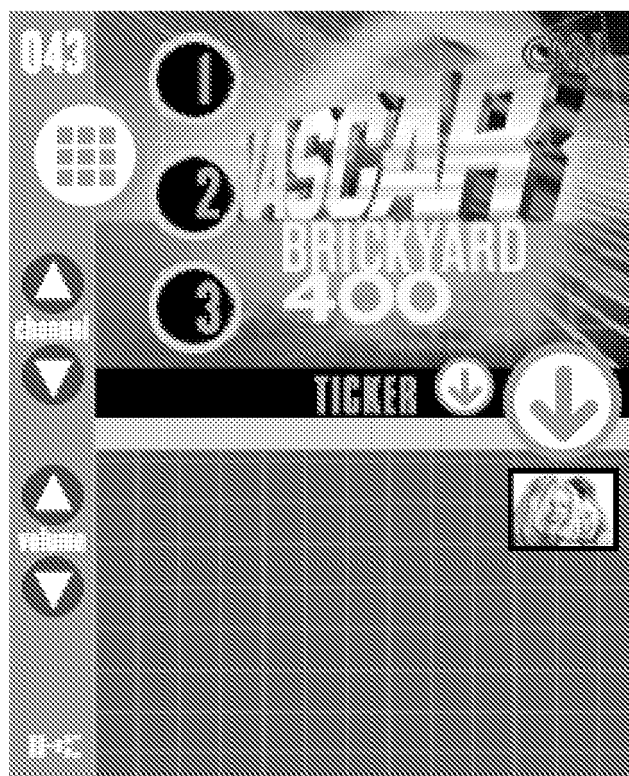 043
1
2
3
NASCAR
BRICKYARD
400
channel
TICKER
volume